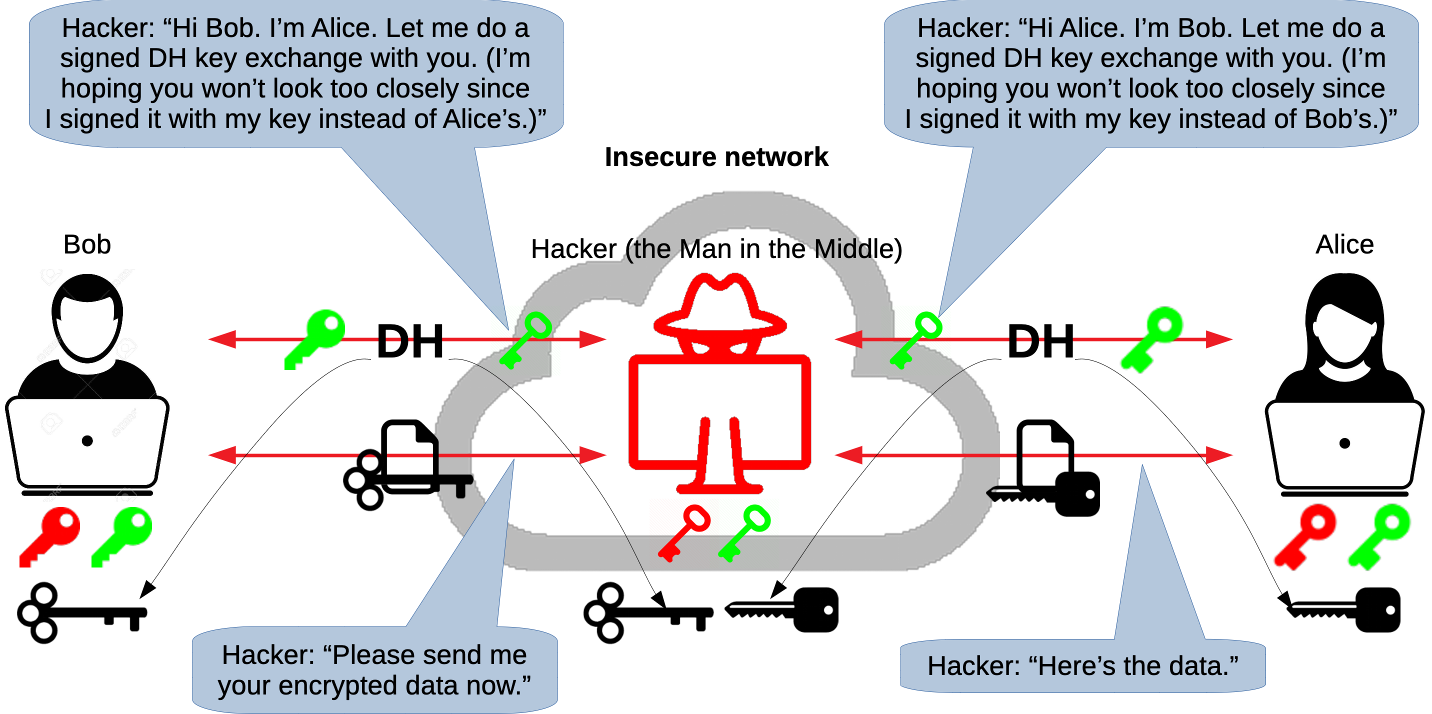 Hacker: “Hi Bob. I’m Alice. Let me do a
signed DH key exchange with you. (I’m
hoping you won’t look too closely since
I signed it with my key instead of Alice’s.)”
Hacker: “Hi Alice. I’m Bob. Let me do a
signed DH key exchange with you. (I’m
hoping you won’t look too closely since
I signed it with my key instead of Bob’s.)”
Insecure network
Bob
Hacker (the Man in the Middle)
Alice
DH
DH
Hacker: “Please send me
your encrypted data now.”
Hacker: “Here’s the data.”